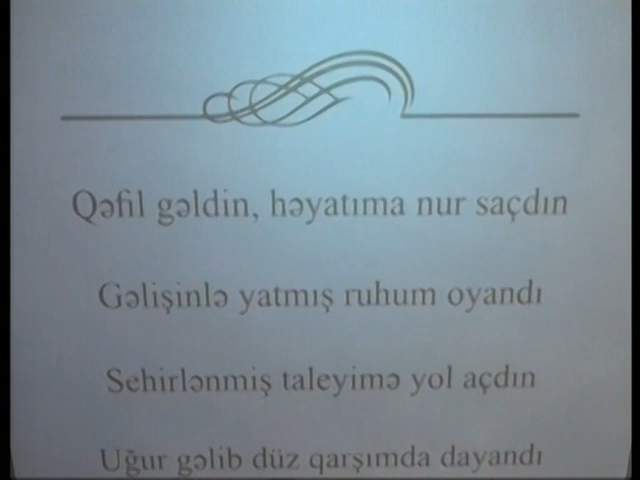 Qəfil gəldin, həyatıma nur saçdın
Gəlişinlə yatmış ruhum oyandı
Sehirlənmiş taleyimə yol açdın
Uğur gəlib düz qarşımda dayandı